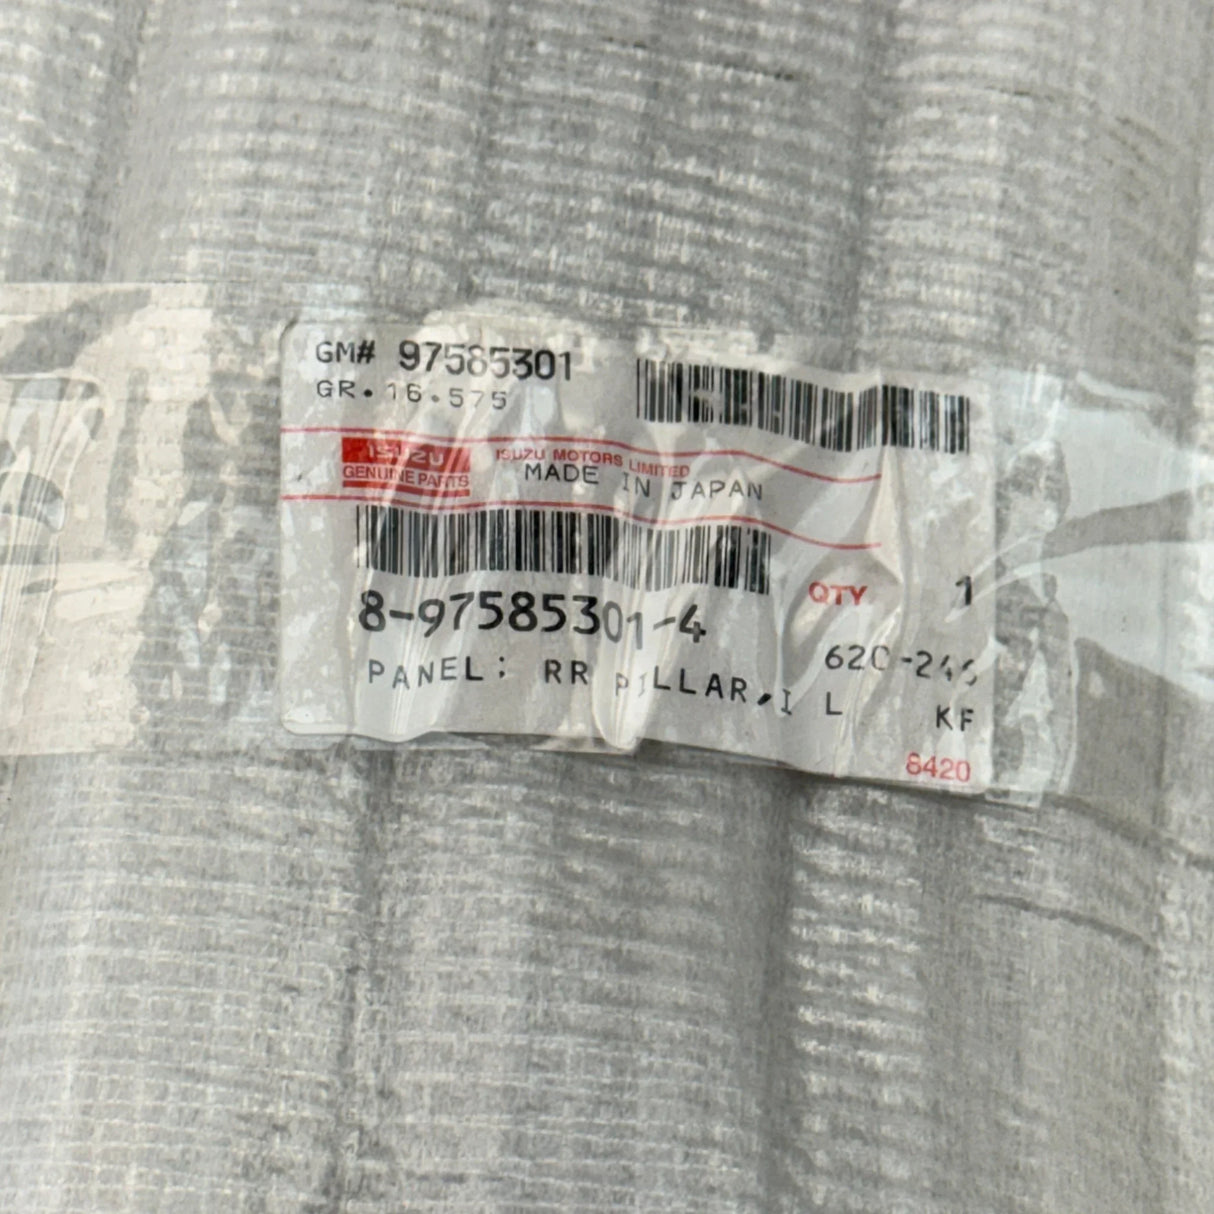 GM# 97585301
GR. 16.575
ISUZU
GENUINE PARTS
ISUZU MOTORS LIMITED
MADE IN JAPAN
8-97585301-4
QTY 1
PANEL: RR PILLAR, I L
KF
8420